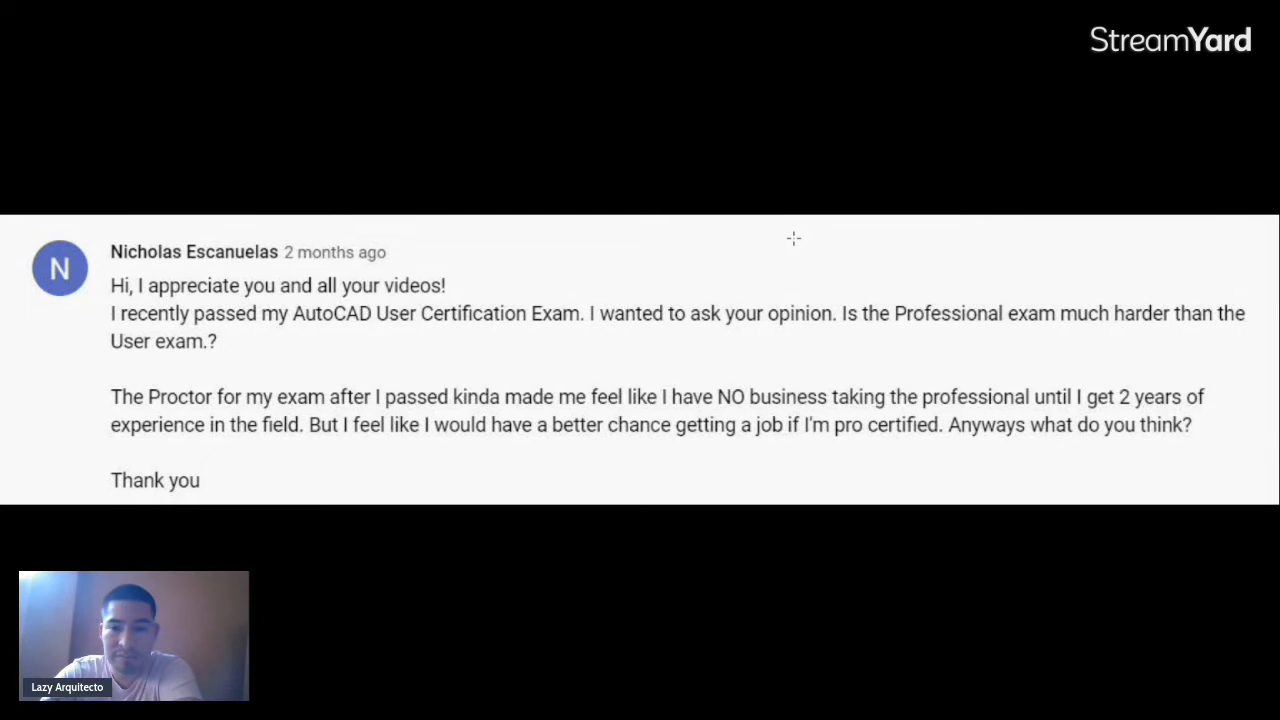 StreamYard
Nicholas Escanuelas 2 months ago
N
Hi, I appreciate you and all your videos!
I recently passed my AutoCAD User Certification Exam. I wanted to ask your opinion. Is the Professional exam much harder than the
User exam.?
The Proctor for my exam after I passed kinda made me feel like I have NO business taking the professional until I get 2 years of
experience in the field. But I feel like I would have a better chance getting a job if I'm pro certified. Anyways what do you think?
Thank you
Lazy Arquitecto